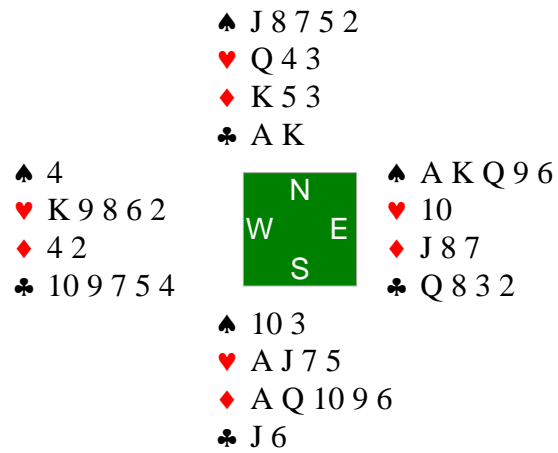 ♠ J 8 7 5 2
♥ Q 4 3
♦ K 5 3
♣ A K
♠ 4
♥ K 9 8 6 2
♦ 4 2
♣ 10 9 7 5 4
N
W E
S
♠ A K Q 9 6
♥ 10
♦ J 8 7
♣ Q 8 3 2
♠ 10 3
♥ A J 7 5
♦ A Q 10 9 6
♣ J 6